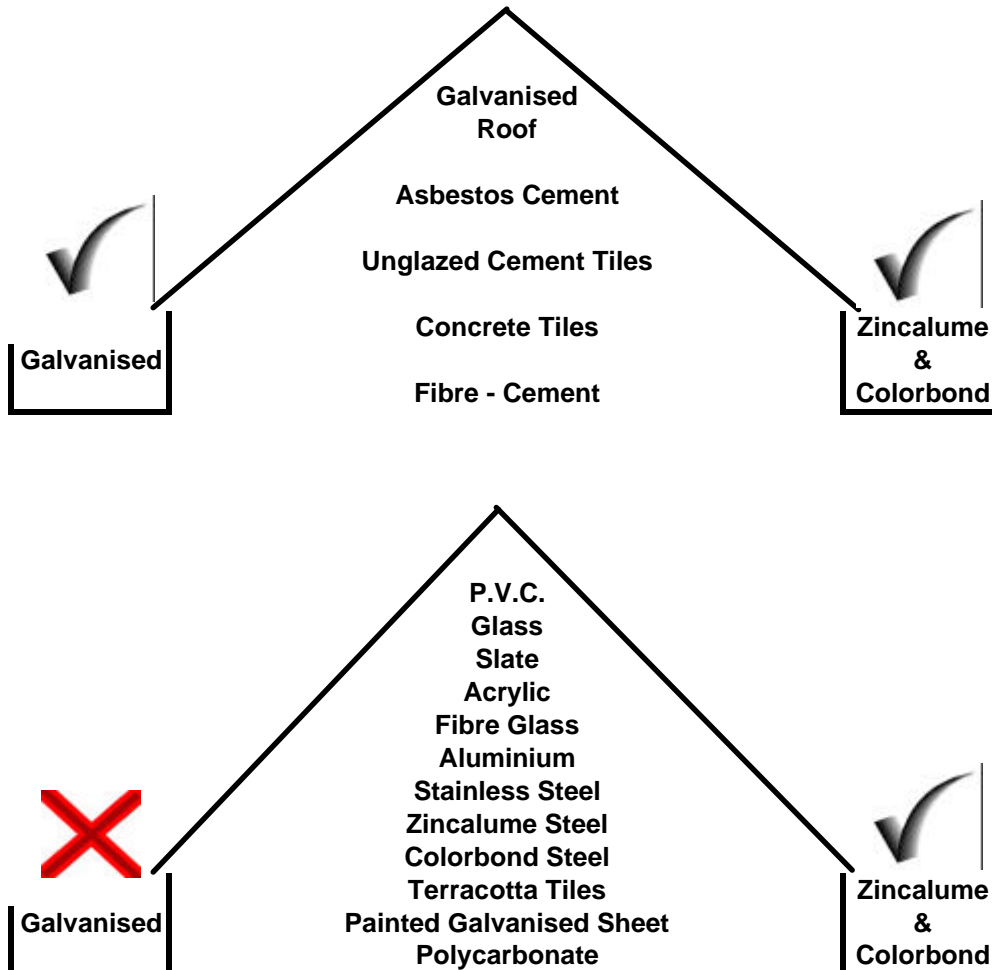 Galvanised
Roof
Asbestos Cement
Unglazed Cement Tiles
Concrete Tiles
Fibre - Cement
Galvanised
Zincalume
&
Colorbond
P.V.C.
Glass
Slate
Acrylic
Fibre Glass
Aluminium
Stainless Steel
Zincalume Steel
Colorbond Steel
Terracotta Tiles
Painted Galvanised Sheet
Polycarbonate
Galvanised
Zincalume
&
Colorbond